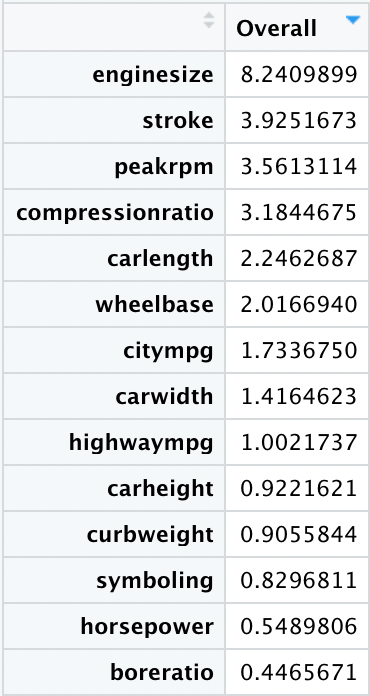 Overall
enginesize 8.2409899
stroke 3.9251673
peakrpm 3.5613114
compressionratio 3.1844675
carlength 2.2462687
wheelbase 2.0166940
citympg 1.7336750
carwidth 1.4164623
highwaympg 1.0021737
carheight 0.9221621
curbweight 0.9055844
symboling 0.8296811
horsepower 0.5489806
boreratio 0.4465671